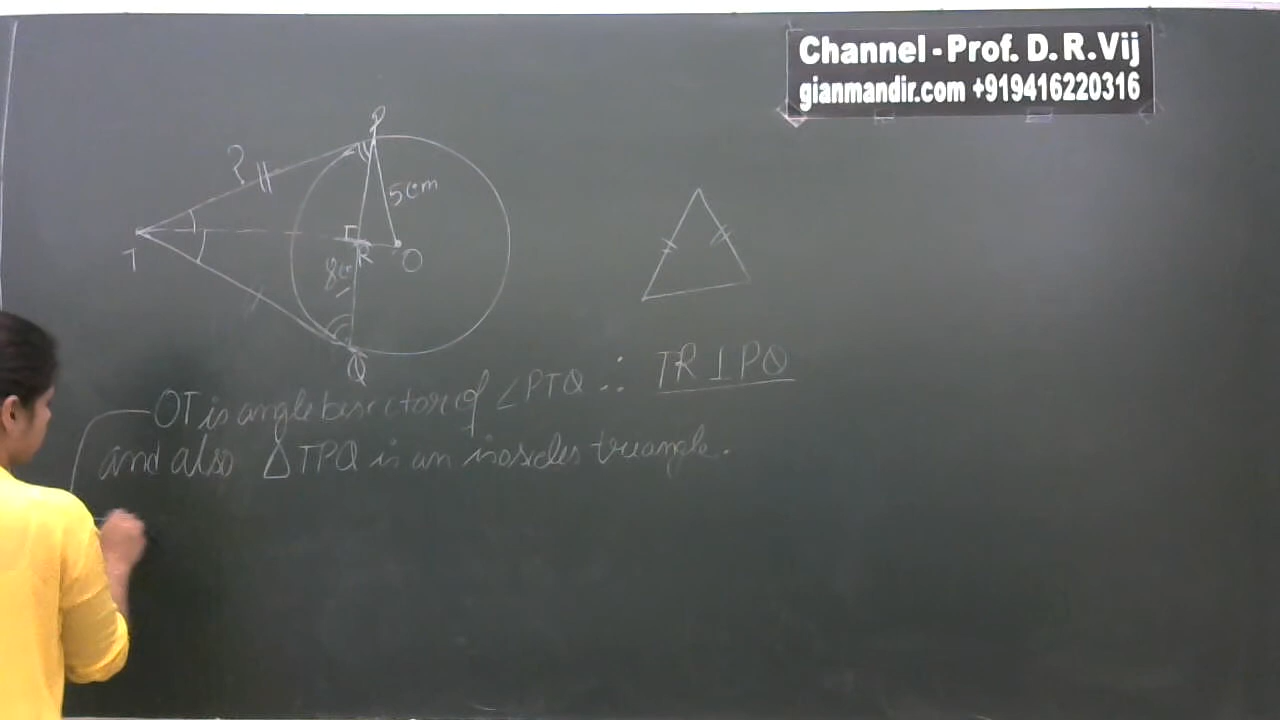 Channel - Prof. D. R. Vij
gianmandir.com +919416220316
P
?
5cm
T
R
O
8c
Q
OT is angle bisector of ∠PTQ ∴ TR ⊥ PQ
and also △TPQ is an isosceles triangle.